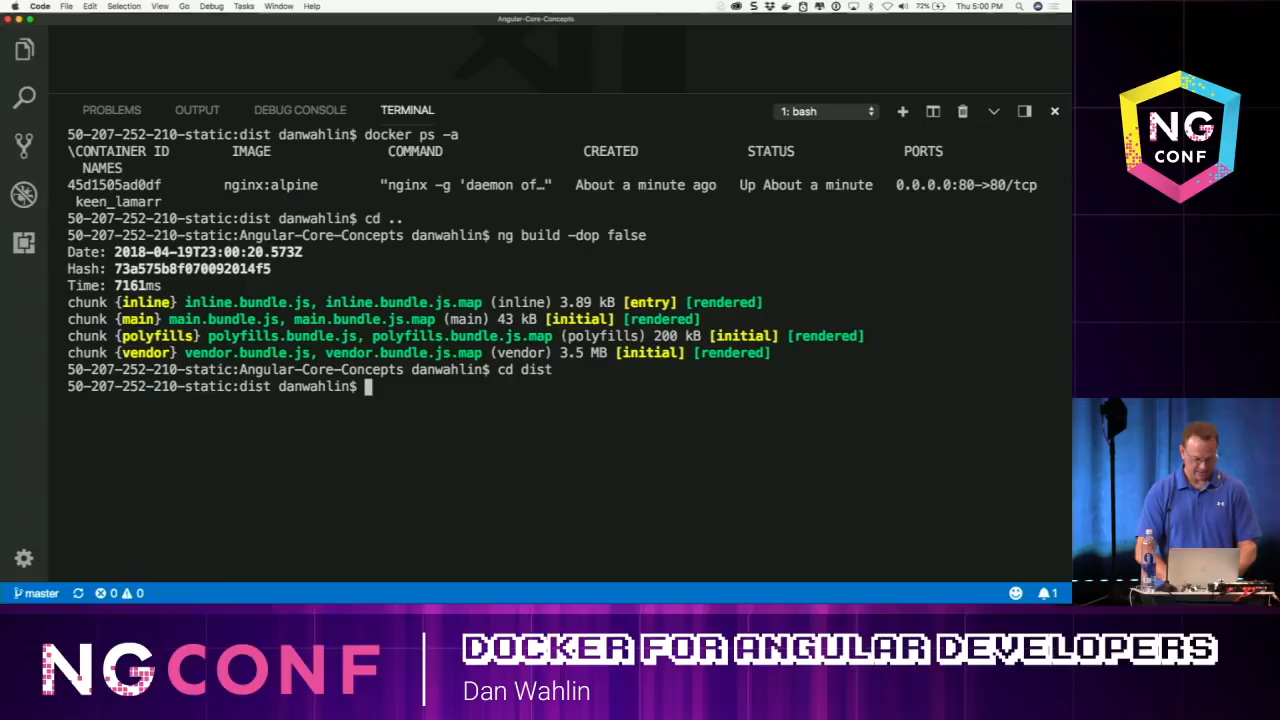 Code File Edit Selection View Go Debug Tasks Window Help
72% Thu 5:00 PM
Angular-Core-Concepts
PROBLEMS OUTPUT DEBUG CONSOLE TERMINAL
1: bash
50-207-252-210-static:dist danwahlin$ docker ps -a
\CONTAINER ID IMAGE COMMAND CREATED STATUS PORTS
NAMES
45d1505ad0df nginx:alpine "nginx -g 'daemon of…" About a minute ago Up About a minute 0.0.0.0:80->80/tcp
keen_lamarr
50-207-252-210-static:dist danwahlin$ cd ..
50-207-252-210-static:Angular-Core-Concepts danwahlin$ ng build -dop false
Date: 2018-04-19T23:00:20.573Z
Hash: 73a575b8f070092014f5
Time: 7161ms
chunk {inline} inline.bundle.js, inline.bundle.js.map (inline) 3.89 kB [entry] [rendered]
chunk {main} main.bundle.js, main.bundle.js.map (main) 43 kB [initial] [rendered]
chunk {polyfills} polyfills.bundle.js, polyfills.bundle.js.map (polyfills) 200 kB [initial] [rendered]
chunk {vendor} vendor.bundle.js, vendor.bundle.js.map (vendor) 3.5 MB [initial] [rendered]
50-207-252-210-static:Angular-Core-Concepts danwahlin$ cd dist
50-207-252-210-static:dist danwahlin$
master 0 0 1
NG
CONF
NGCONF
DOCKER FOR ANGULAR DEVELOPERS
Dan Wahlin